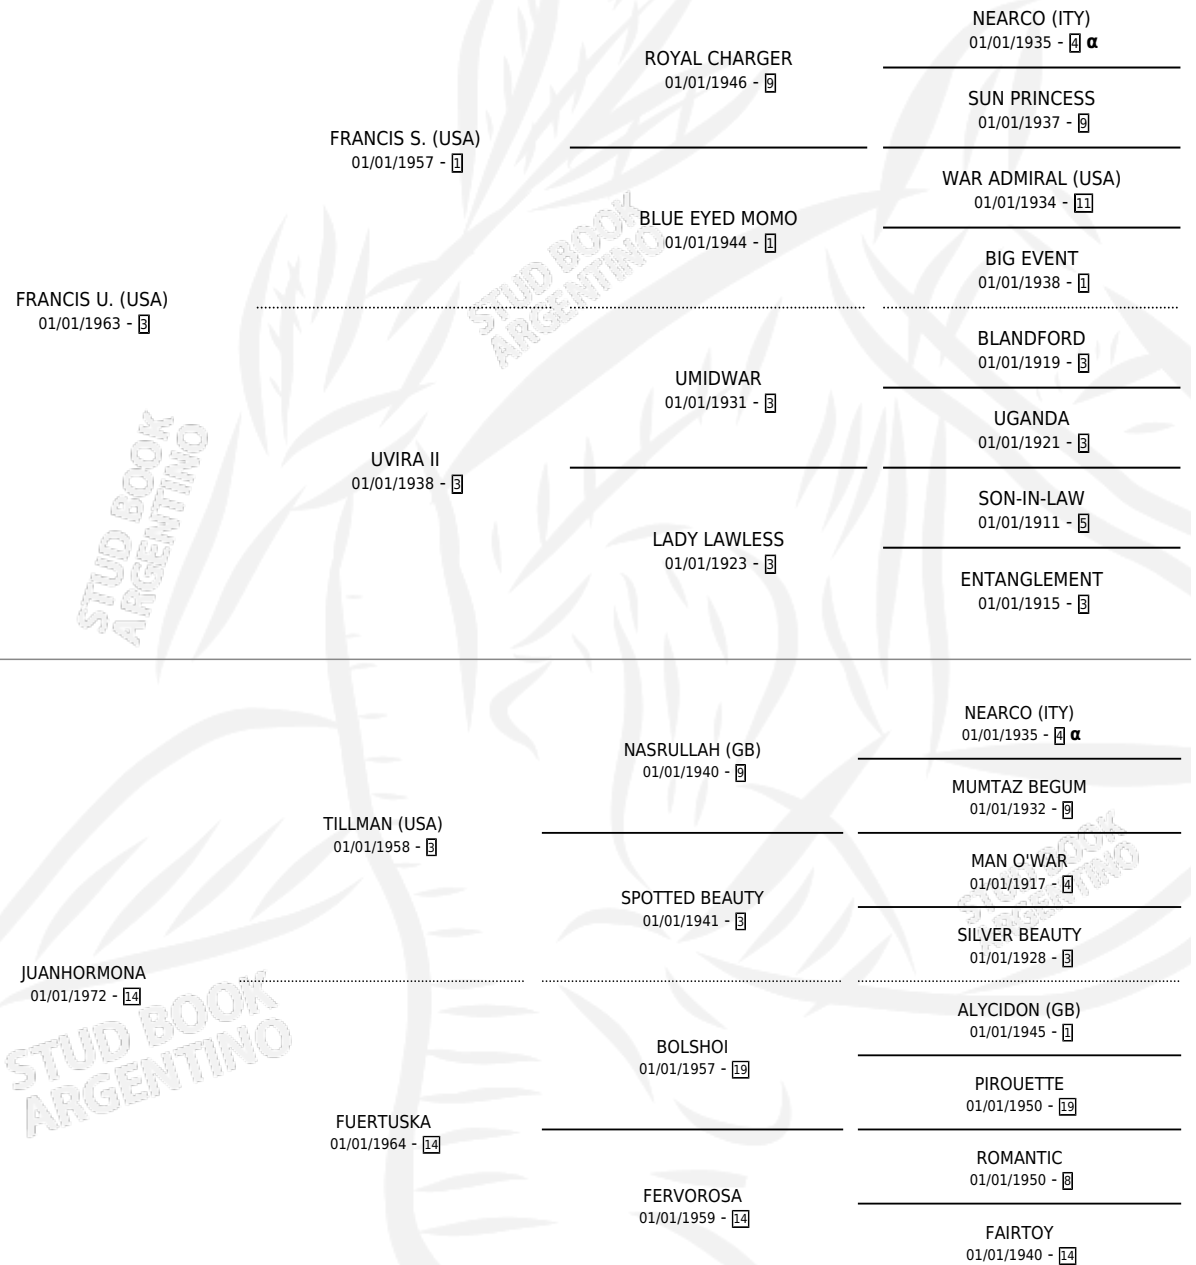 NEARCO (ITY)
01/01/1935 - 4 α
ROYAL CHARGER
01/01/1946 - 9
SUN PRINCESS
01/01/1937 - 9
FRANCIS S. (USA)
01/01/1957 - 1
WAR ADMIRAL (USA)
01/01/1934 - 11
BLUE EYED MOMO
01/01/1944 - 1
BIG EVENT
01/01/1938 - 1
FRANCIS U. (USA)
01/01/1963 - 3
BLANDFORD
01/01/1919 - 3
UMIDWAR
01/01/1931 - 3
UGANDA
01/01/1921 - 3
UVIRA II
01/01/1938 - 3
SON-IN-LAW
01/01/1911 - 5
LADY LAWLESS
01/01/1923 - 3
ENTANGLEMENT
01/01/1915 - 3
NEARCO (ITY)
01/01/1935 - 4 α
NASRULLAH (GB)
01/01/1940 - 9
MUMTAZ BEGUM
01/01/1932 - 9
TILLMAN (USA)
01/01/1958 - 3
MAN O'WAR
01/01/1917 - 4
SPOTTED BEAUTY
01/01/1941 - 3
SILVER BEAUTY
01/01/1928 - 3
JUANHORMONA
01/01/1972 - 14
ALYCIDON (GB)
01/01/1945 - 1
BOLSHOI
01/01/1957 - 19
PIROUETTE
01/01/1950 - 19
FUERTUSKA
01/01/1964 - 14
ROMANTIC
01/01/1950 - 8
FERVOROSA
01/01/1959 - 14
FAIRTOY
01/01/1940 - 14
STUD BOOK
ARGENTINO
STUD BOOK
ARGENTINO
STUD BOOK
ARGENTINO
STUD BOOK
ARGENTINO